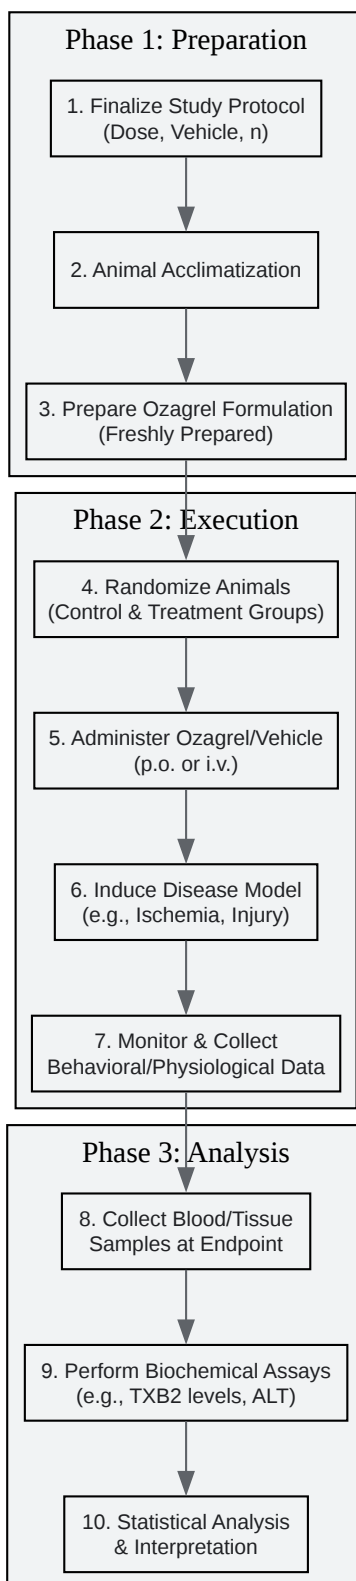 Phase 1: Preparation
1. Finalize Study Protocol
(Dose, Vehicle, n)
2. Animal Acclimatization
3. Prepare Ozagrel Formulation
(Freshly Prepared)
Phase 2: Execution
4. Randomize Animals
(Control & Treatment Groups)
5. Administer Ozagrel/Vehicle
(p.o. or i.v.)
6. Induce Disease Model
(e.g., Ischemia, Injury)
7. Monitor & Collect
Behavioral/Physiological Data
Phase 3: Analysis
8. Collect Blood/Tissue
Samples at Endpoint
9. Perform Biochemical Assays
(e.g., TXB2 levels, ALT)
10. Statistical Analysis
& Interpretation